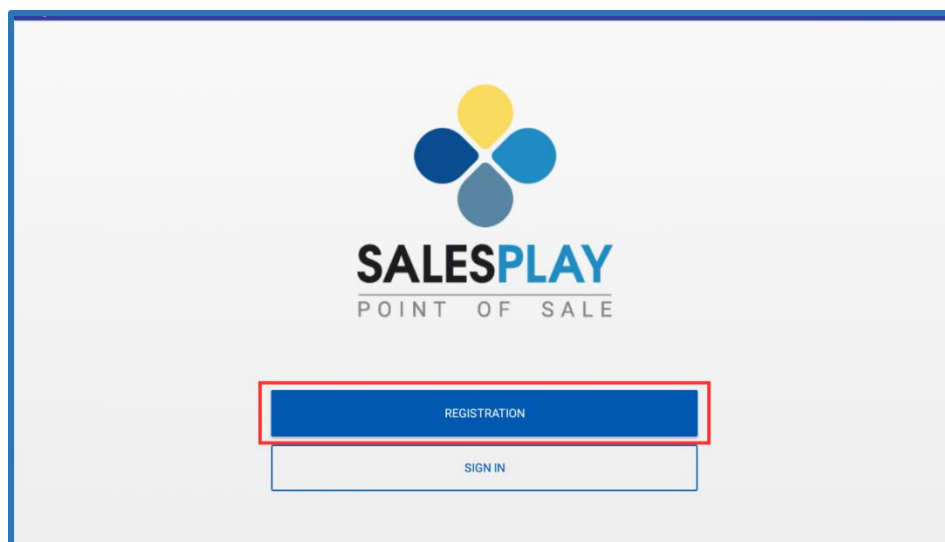 SALESPLAY
POINT OF SALE
REGISTRATION
SIGN IN